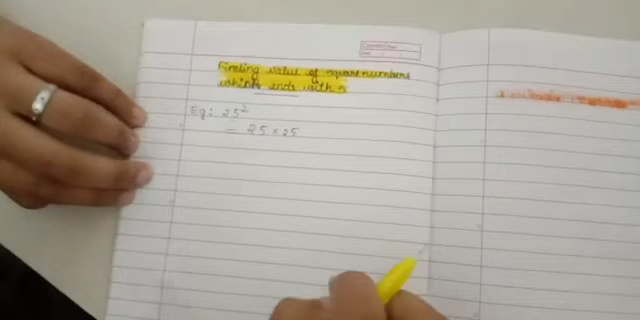 Finding value of square numbers
which ends with 5
Eg: 25²
= 25 × 25